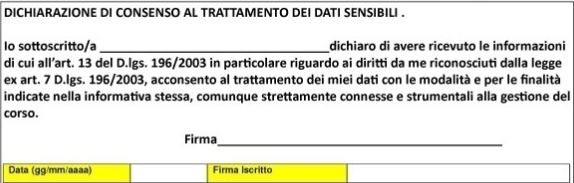 DICHIARAZIONE DI CONSENSO AL TRATTAMENTO DEI DATI SENSIBILI .
Io sottoscritto/a ________________________________dichiaro di avere ricevuto le informazioni
di cui all'art. 13 del D.lgs. 196/2003 in particolare riguardo ai diritti da me riconosciuti dalla legge
ex art. 7 D.lgs. 196/2003, acconsento al trattamento dei miei dati con le modalità e per le finalità
indicate nella informativa stessa, comunque strettamente connesse e strumentali alla gestione del
corso.
Firma________________________________________
Data (gg/mm/aaaa) Firma Iscritto